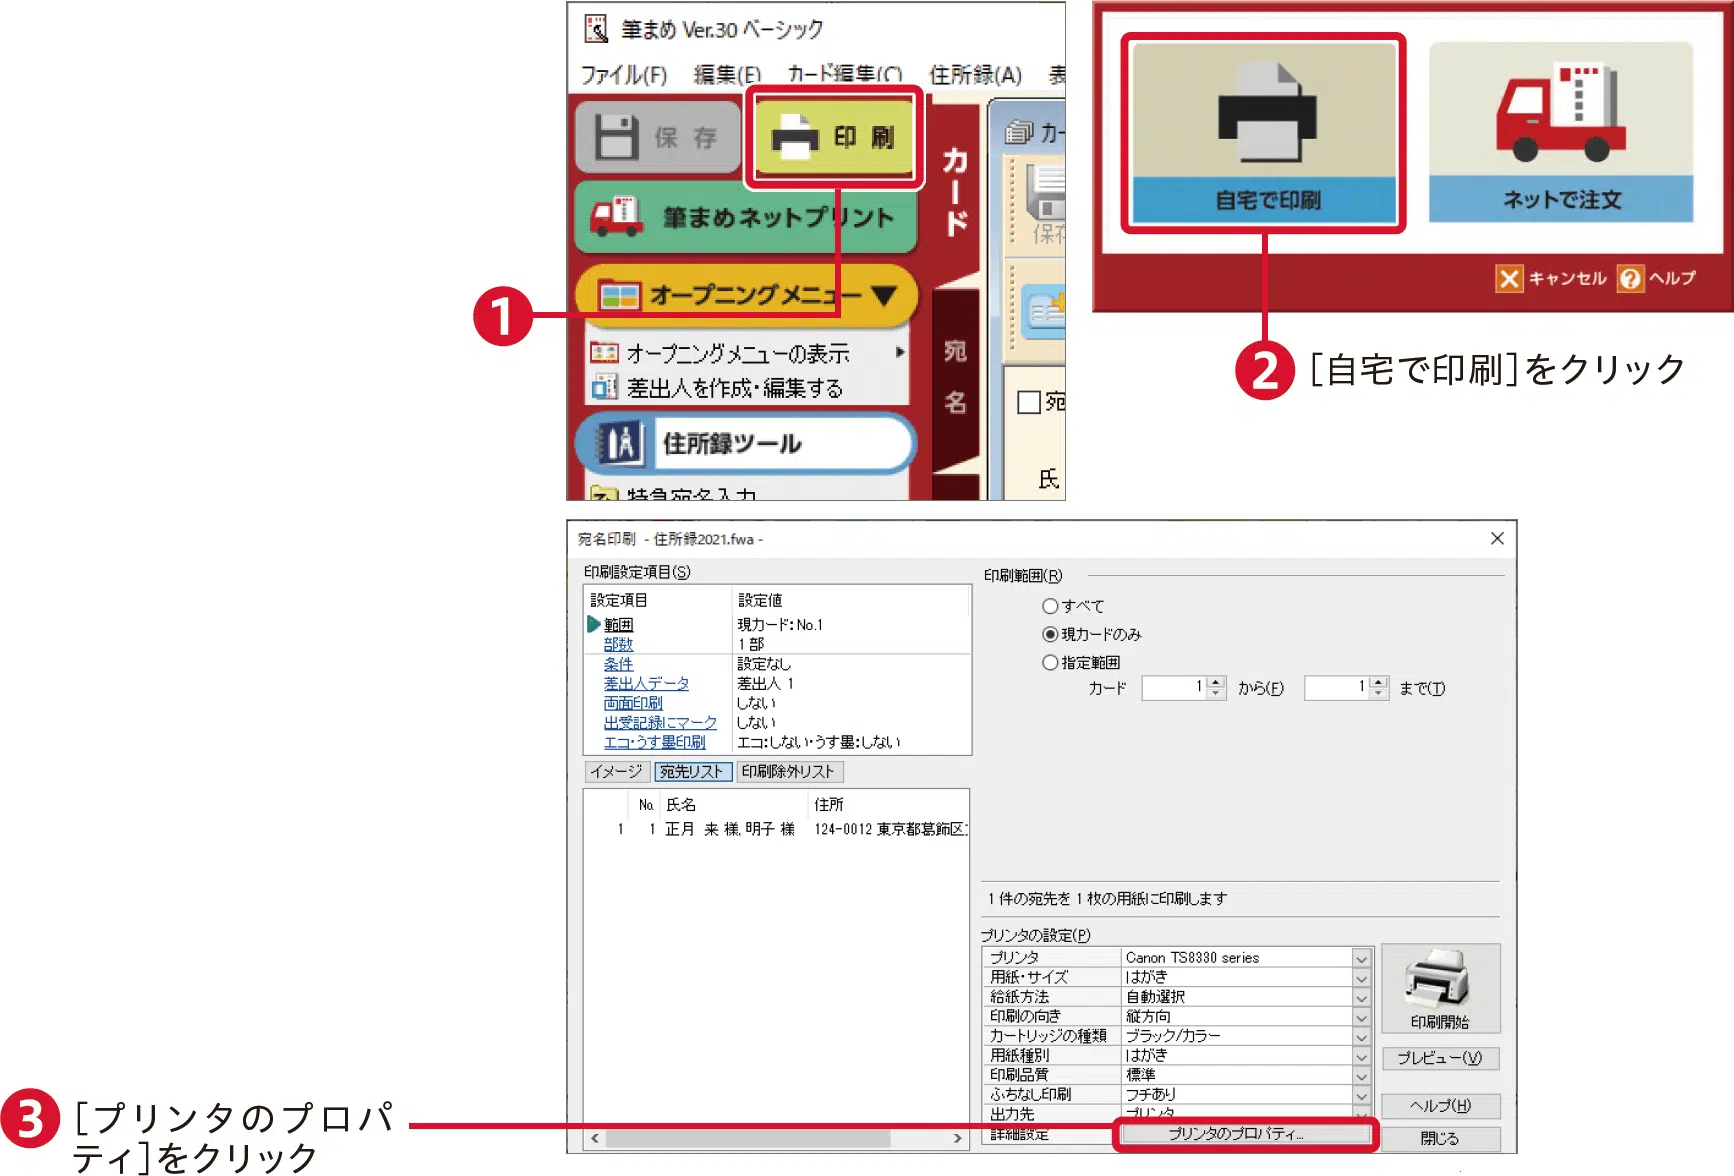 筆まめ Ver.30 ベーシック
ファイル(F) 編集(E) カード編集(C) 住所録(A) 表
保 存
印 刷
筆まめネットプリント
オープニングメニュー ▼
オープニングメニューの表示
差出人を作成・編集する
住所録ツール
特急宛名入力
カード
宛名
カー
保存
宛
氏
1
自宅で印刷
ネットで注文
キャンセル
ヘルプ
2 [自宅で印刷]をクリック
宛名印刷 - 住所録2021.fwa -
印刷設定項目(S)
設定項目 設定値
範囲 現カード：No.1
部数 1 部
条件 設定なし
差出人データ 差出人 1
両面印刷 しない
出受記録にマーク しない
エコ・うす墨印刷 エコ：しない・うす墨：しない
イメージ 宛先リスト 印刷除外リスト
No. 氏名 住所
1 1 正月 来 様, 明子 様 124-0012 東京都葛飾区
印刷範囲(R)
すべて
現カードのみ
指定範囲
カード 1 から(F) 1 まで(T)
1 件の宛先を 1 枚の用紙に印刷します
プリンタの設定(P)
プリンタ Canon TS8330 series
用紙・サイズ はがき
給紙方法 自動選択
印刷の向き 縦方向
カートリッジの種類 ブラック/カラー
用紙種別 はがき
印刷品質 標準
ふちなし印刷 フチあり
出力先 プリンタ
詳細設定 プリンタのプロパティ...
印刷開始
プレビュー(V)
ヘルプ(H)
閉じる
3 [プリンタのプロパ
ティ]をクリック